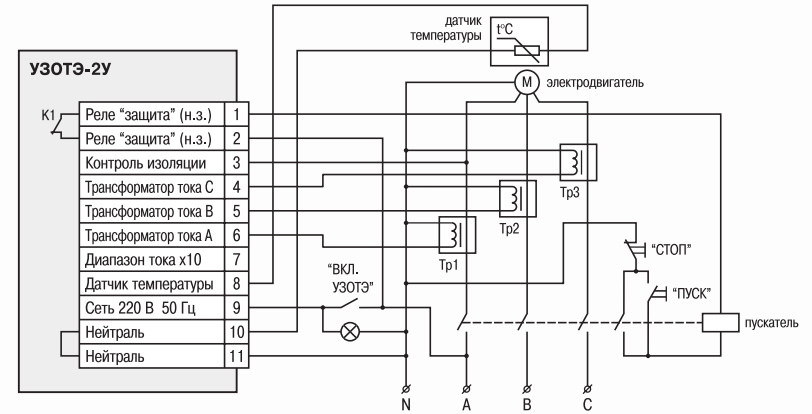 датчик
температуры
t°C
УЗОТЭ-2У
М
электродвигатель
К1
Реле “защита” (н.з.) 1
Реле “защита” (н.з.) 2
Контроль изоляции 3
Трансформатор тока С 4
Трансформатор тока В 5
Трансформатор тока А 6
Диапазон тока х10 7
Датчик температуры 8
Сеть 220 В 50 Гц 9
Нейтраль 10
Нейтраль 11
Тр3
Тр2
Тр1
“ВКЛ.
УЗОТЭ”
“СТОП”
“ПУСК”
пускатель
N A B C